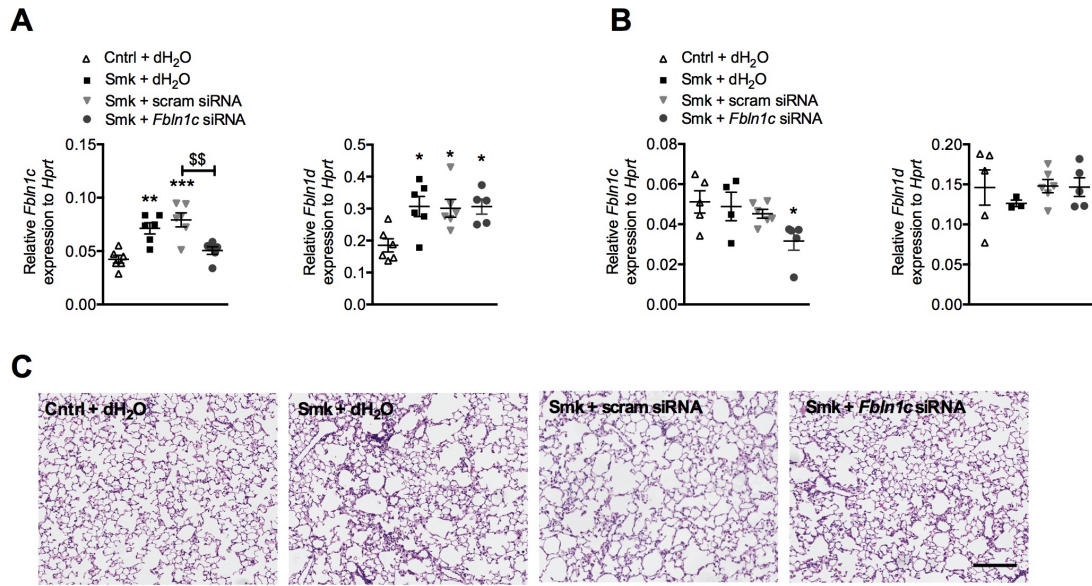 A
Cntrl + dH₂O
Smk + dH₂O
Smk + scram siRNA
Smk + Fbln1c siRNA
Relative Fbln1c
expression to Hprt
0.15
0.10
0.05
0.00
**
***
$$
Relative Fbln1d
expression to Hprt
0.5
0.4
0.3
0.2
0.1
0.0
*
*
*
B
Cntrl + dH₂O
Smk + dH₂O
Smk + scram siRNA
Smk + Fbln1c siRNA
Relative Fbln1c
expression to Hprt
0.08
0.06
0.04
0.02
0.00
*
Relative Fbln1d
expression to Hprt
0.20
0.15
0.10
0.05
0.00
C
Cntrl + dH₂O
Smk + dH₂O
Smk + scram siRNA
Smk + Fbln1c siRNA